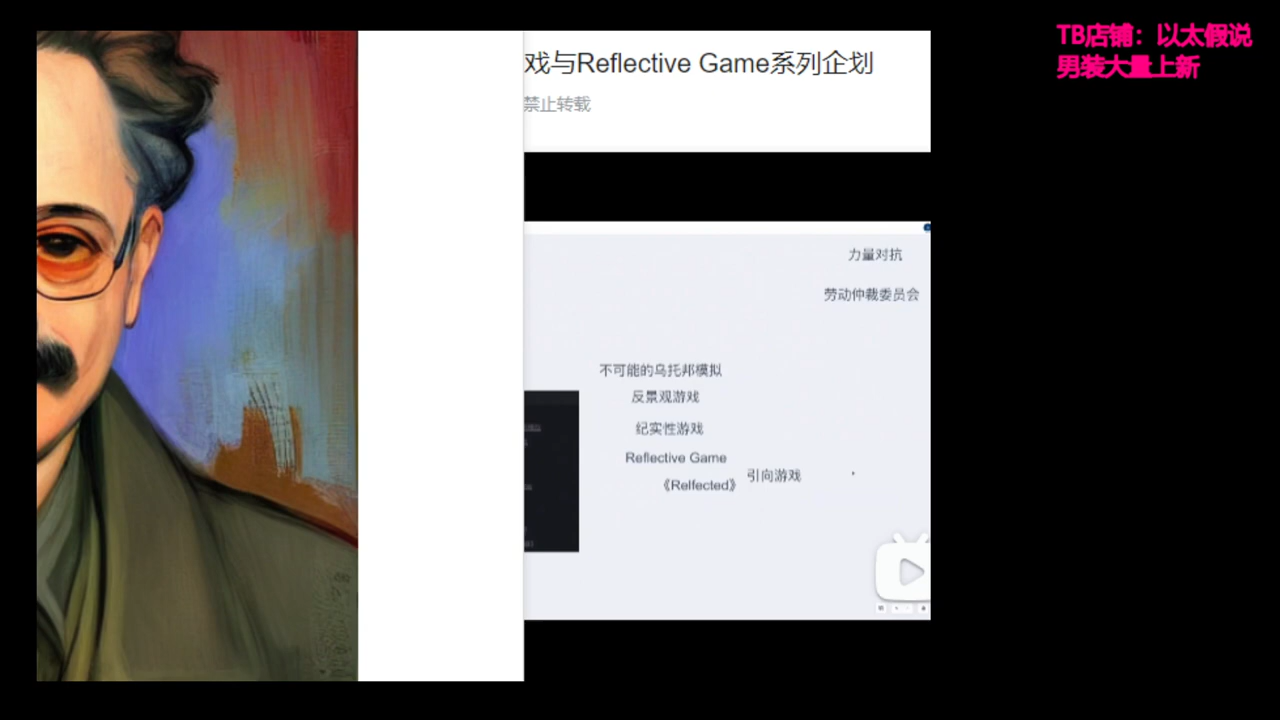 TB店铺：以太假说
男装大量上新
戏与Reflective Game系列企划
禁止转载
力量对抗
劳动仲裁委员会
不可能的乌托邦模拟
反景观游戏
纪实性游戏
Reflective Game
引向游戏
《Relfected》